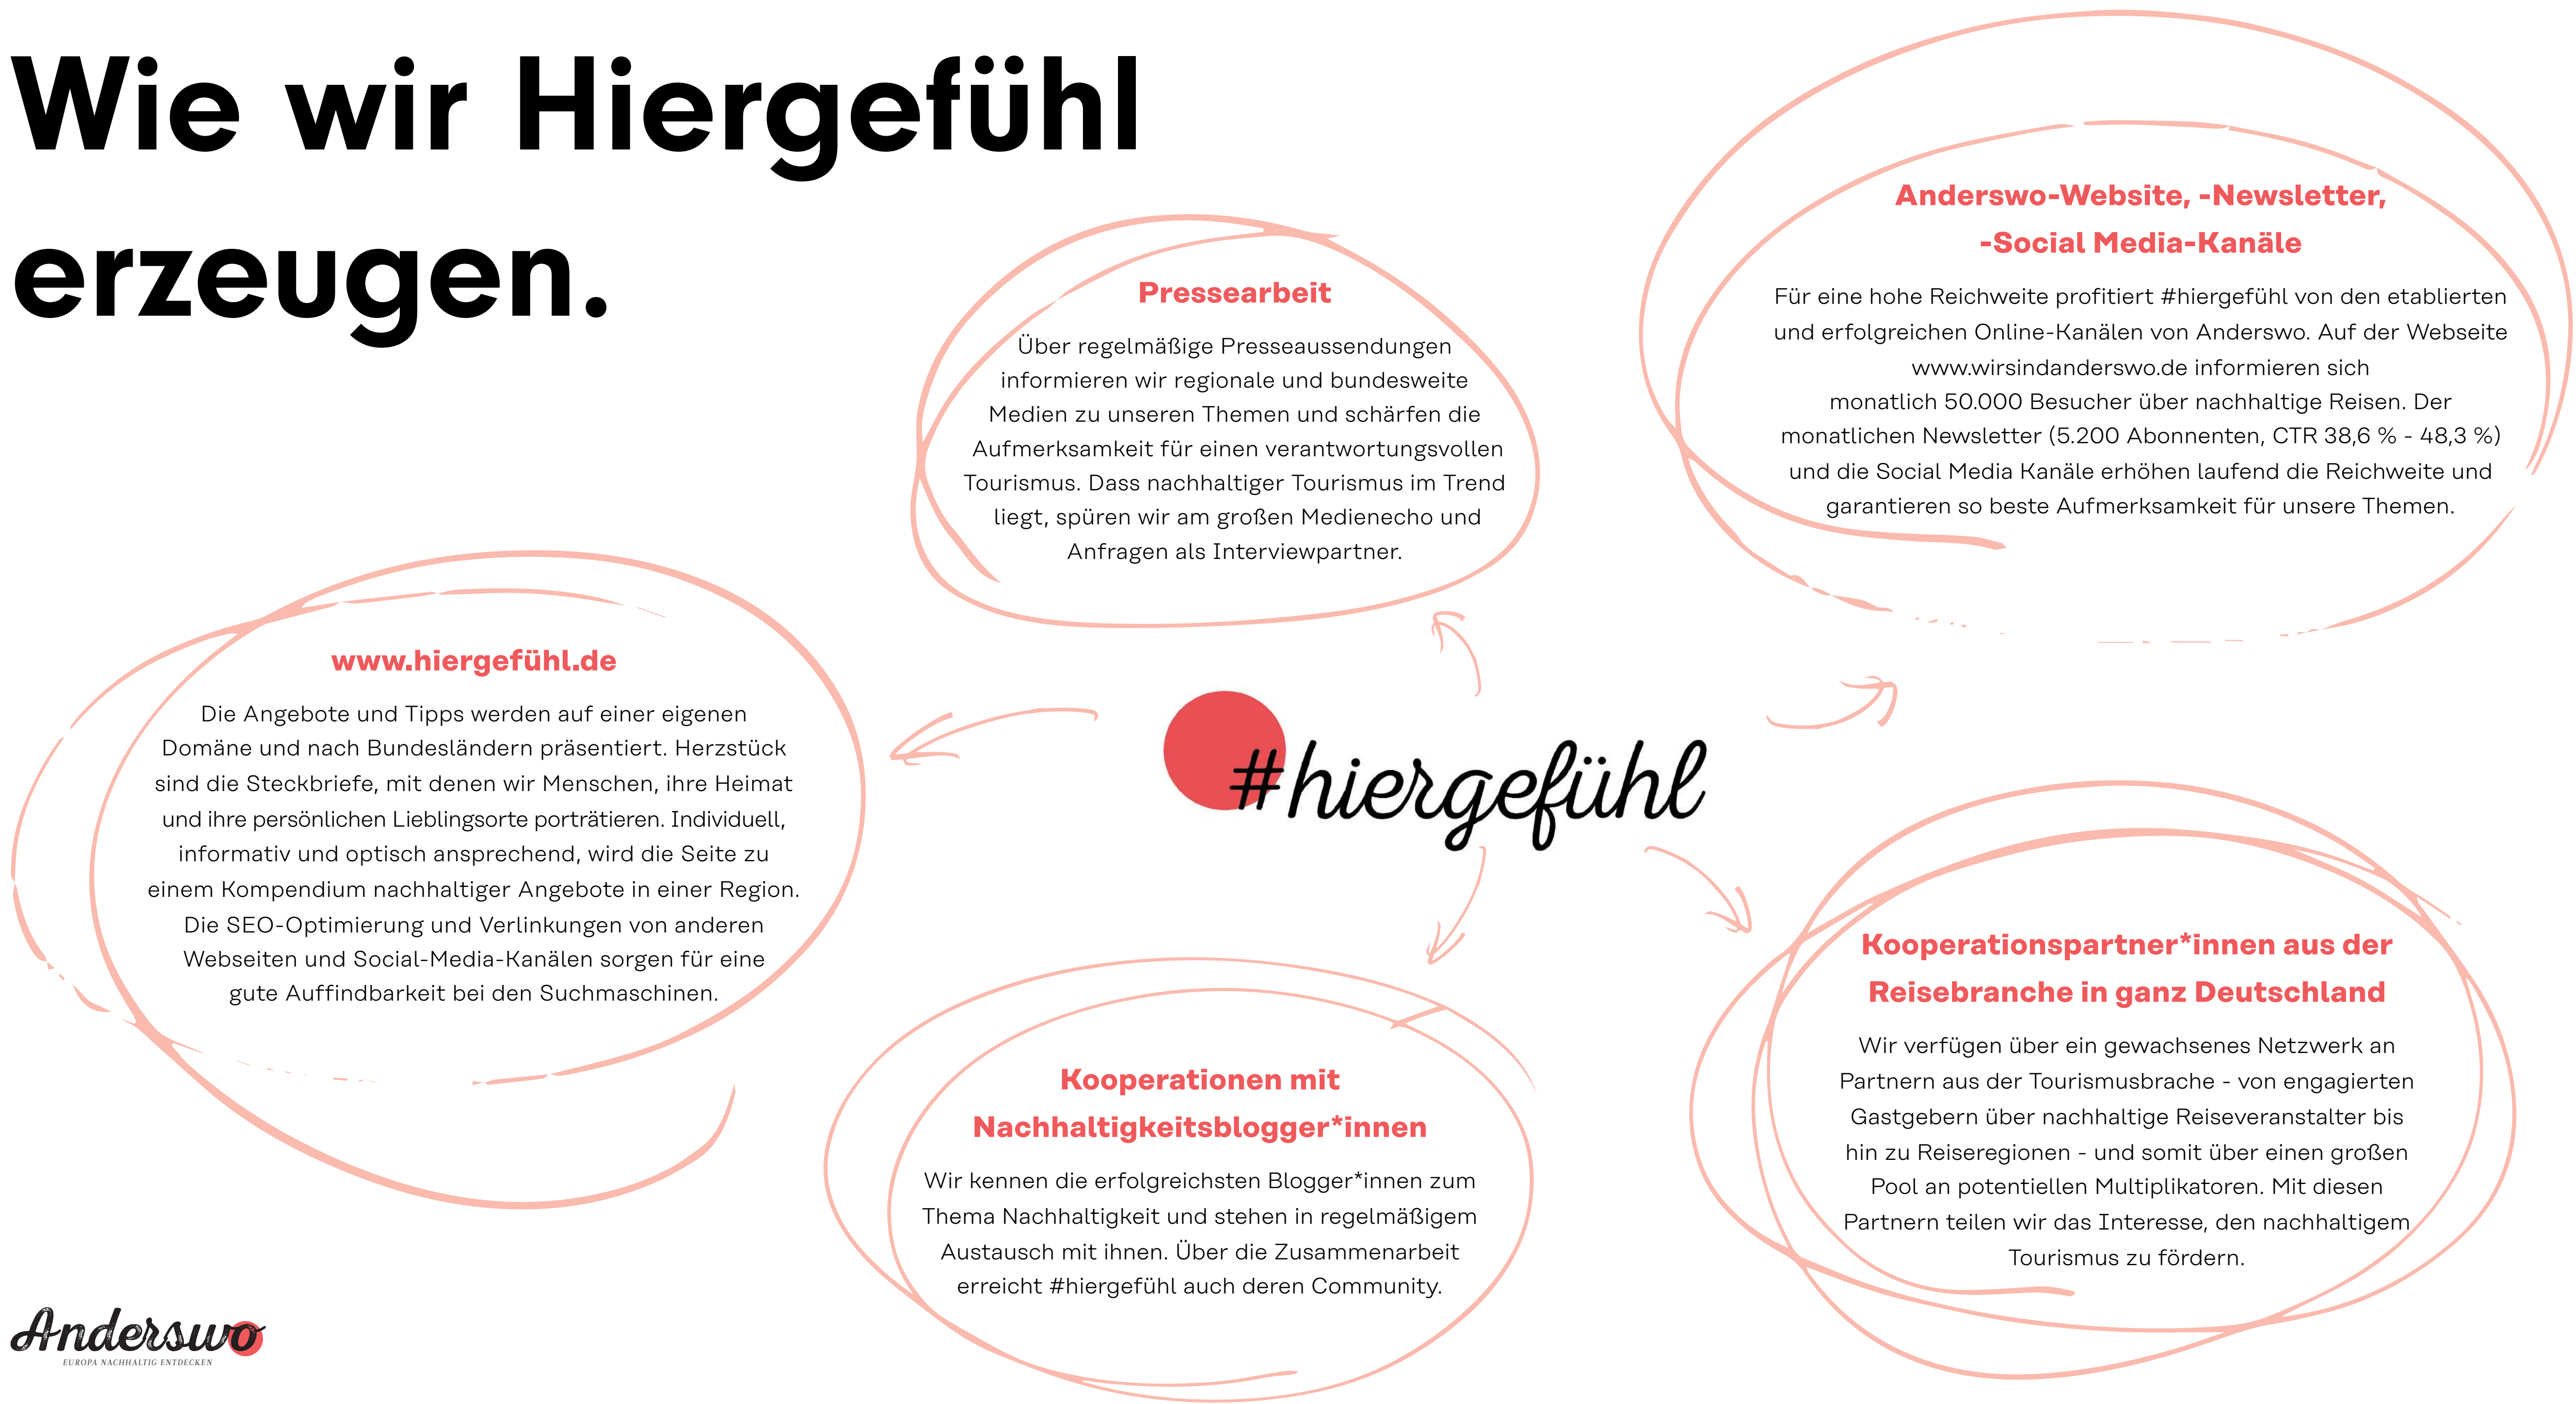 Wie wir Hiergefühl
erzeugen.
Pressearbeit
Über regelmäßige Presseaussendungen
informieren wir regionale und bundesweite
Medien zu unseren Themen und schärfen die
Aufmerksamkeit für einen verantwortungsvollen
Tourismus. Dass nachhaltiger Tourismus im Trend
liegt, spüren wir am großen Medienecho und
Anfragen als Interviewpartner.
Anderswo-Website, -Newsletter,
-Social Media-Kanäle
Für eine hohe Reichweite profitiert #hiergefühl von den etablierten
und erfolgreichen Online-Kanälen von Anderswo. Auf der Webseite
www.wirsindanderswo.de informieren sich
monatlich 50.000 Besucher über nachhaltige Reisen. Der
monatlichen Newsletter (5.200 Abonnenten, CTR 38,6 % - 48,3 %)
und die Social Media Kanäle erhöhen laufend die Reichweite und
garantieren so beste Aufmerksamkeit für unsere Themen.
www.hiergefühl.de
Die Angebote und Tipps werden auf einer eigenen
Domäne und nach Bundesländern präsentiert. Herzstück
sind die Steckbriefe, mit denen wir Menschen, ihre Heimat
und ihre persönlichen Lieblingsorte porträtieren. Individuell,
informativ und optisch ansprechend, wird die Seite zu
einem Kompendium nachhaltiger Angebote in einer Region.
Die SEO-Optimierung und Verlinkungen von anderen
Webseiten und Social-Media-Kanälen sorgen für eine
gute Auffindbarkeit bei den Suchmaschinen.
#hiergefühl
Kooperationen mit
Nachhaltigkeitsblogger*innen
Wir kennen die erfolgreichsten Blogger*innen zum
Thema Nachhaltigkeit und stehen in regelmäßigem
Austausch mit ihnen. Über die Zusammenarbeit
erreicht #hiergefühl auch deren Community.
Kooperationspartner*innen aus der
Reisebranche in ganz Deutschland
Wir verfügen über ein gewachsenes Netzwerk an
Partnern aus der Tourismusbrache - von engagierten
Gastgebern über nachhaltige Reiseveranstalter bis
hin zu Reiseregionen - und somit über einen großen
Pool an potentiellen Multiplikatoren. Mit diesen
Partnern teilen wir das Interesse, den nachhaltigem
Tourismus zu fördern.
Anderswo
EUROPA NACHHALTIG ENTDECKEN